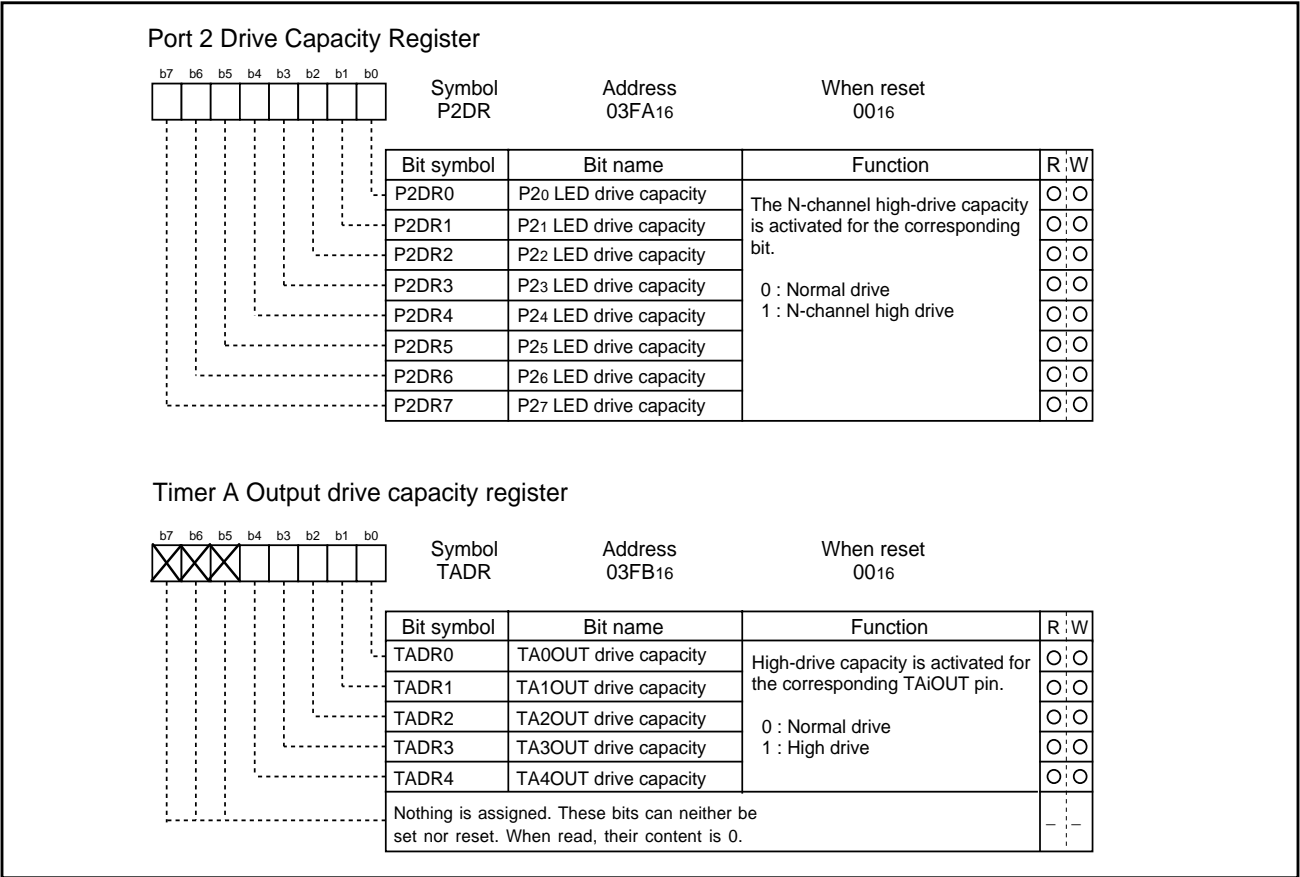 Port 2 Drive Capacity Register
b7 b6 b5 b4 b3 b2 b1 b0
Symbol Address When reset
P2DR 03FA16 0016
Bit symbol Bit name Function R W
P2DR0 P20 LED drive capacity
P2DR1 P21 LED drive capacity
P2DR2 P22 LED drive capacity
P2DR3 P23 LED drive capacity
P2DR4 P24 LED drive capacity
P2DR5 P25 LED drive capacity
P2DR6 P26 LED drive capacity
P2DR7 P27 LED drive capacity
The N-channel high-drive capacity
is activated for the corresponding
bit.
0 : Normal drive
1 : N-channel high drive
Timer A Output drive capacity register
b7 b6 b5 b4 b3 b2 b1 b0
Symbol Address When reset
TADR 03FB16 0016
Bit symbol Bit name Function R W
TADR0 TA0OUT drive capacity
TADR1 TA1OUT drive capacity
TADR2 TA2OUT drive capacity
TADR3 TA3OUT drive capacity
TADR4 TA4OUT drive capacity
High-drive capacity is activated for
the corresponding TAiOUT pin.
0 : Normal drive
1 : High drive
Nothing is assigned. These bits can neither be
set nor reset. When read, their content is 0.
– –